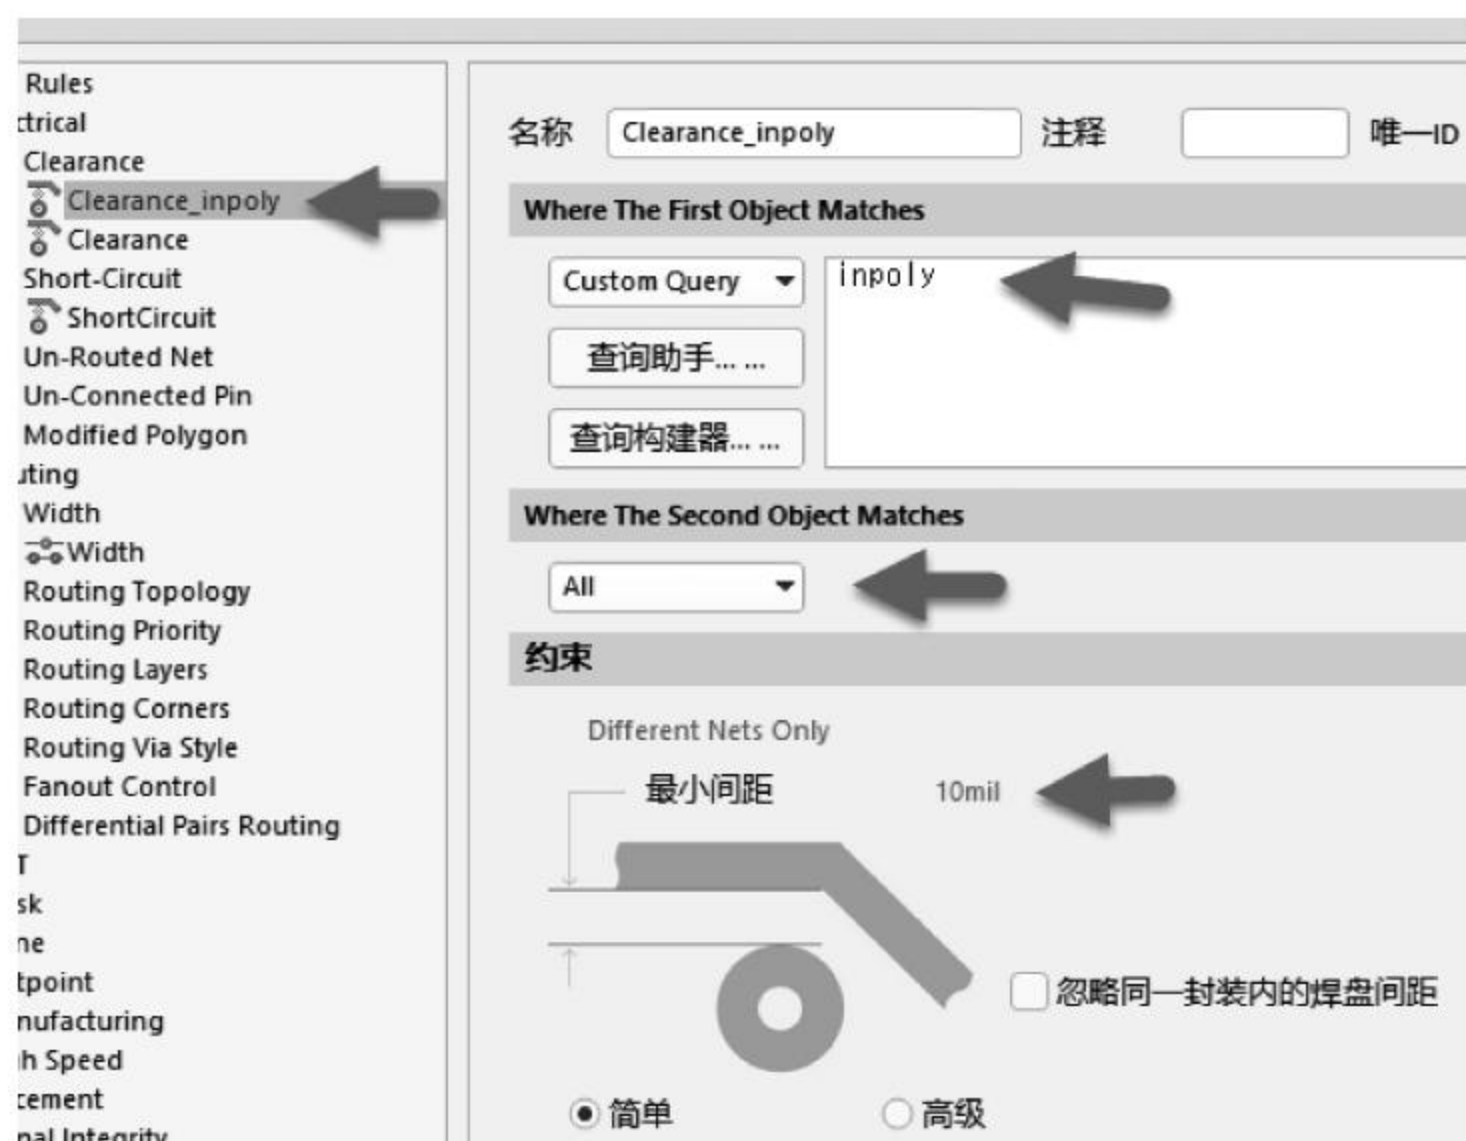 Rules
ctrical
Clearance
Clearance_inpoly
Clearance
Short-Circuit
ShortCircuit
Un-Routed Net
Un-Connected Pin
Modified Polygon
uting
Width
Width
Routing Topology
Routing Priority
Routing Layers
Routing Corners
Routing Via Style
Fanout Control
Differential Pairs Routing
T
sk
ne
tpoint
nufacturing
h Speed
cement
nal Integrity
名称 Clearance_inpoly 注释 唯一ID
Where The First Object Matches
Custom Query inpoly
查询助手... ...
查询构建器... ...
Where The Second Object Matches
All
约束
Different Nets Only
最小间距 10mil
忽略同一封装内的焊盘间距
简单 高级